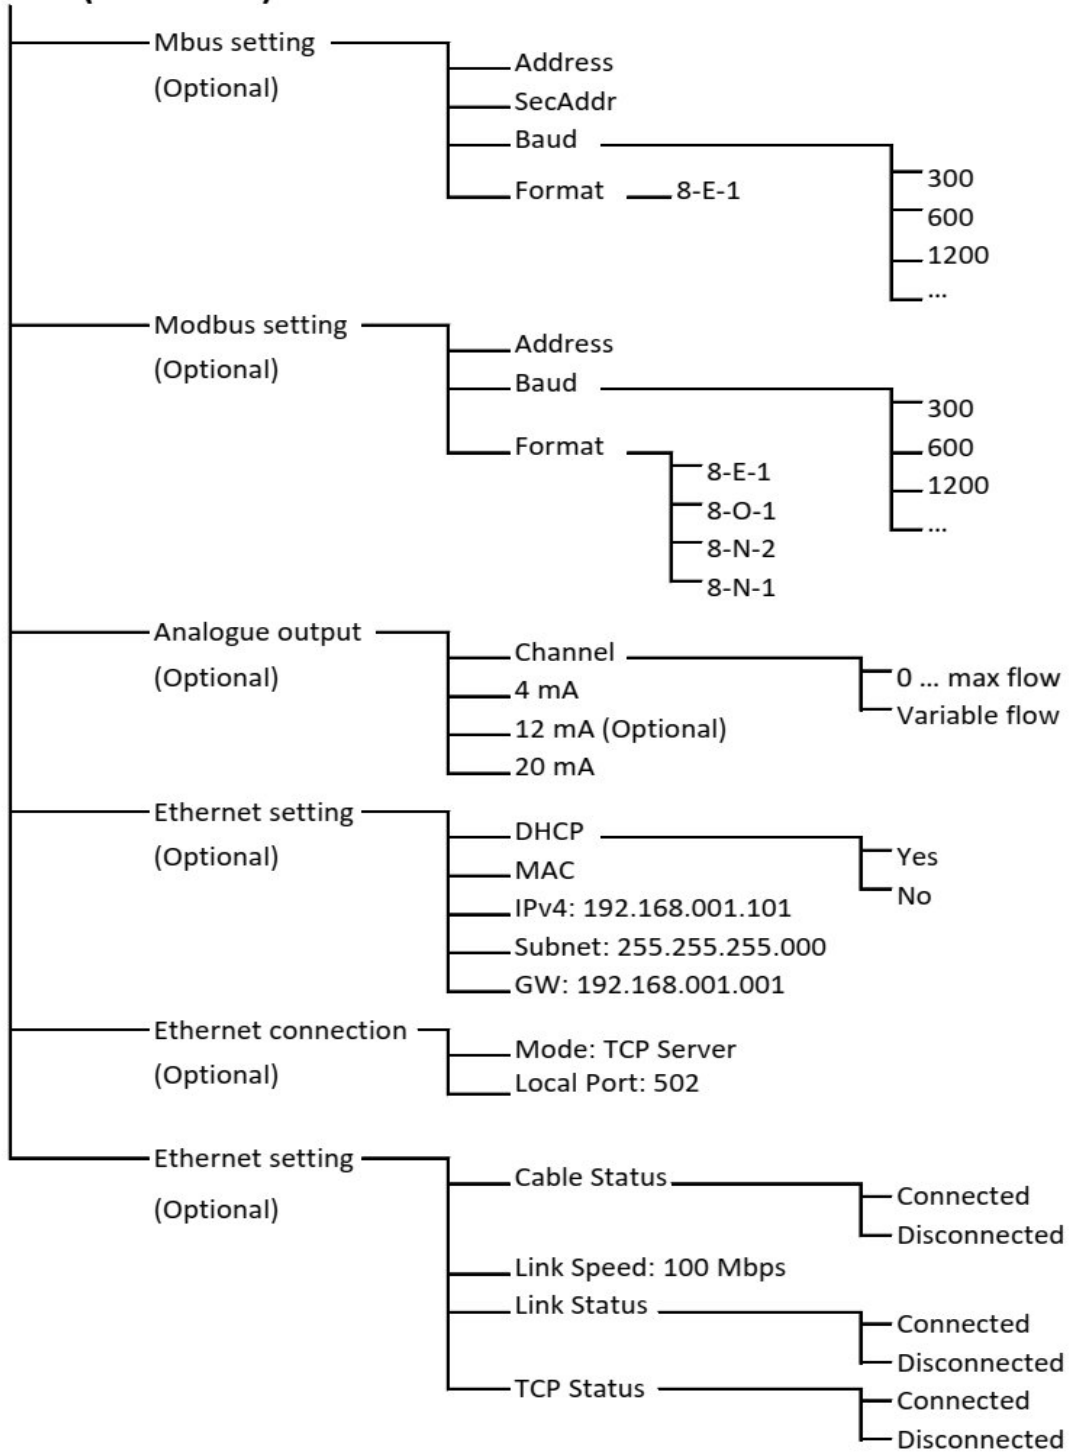 Mbus setting
(Optional)
Address
SecAddr
Baud
300
600
1200
...
Format
8-E-1
Modbus setting
(Optional)
Address
Baud
300
600
1200
...
Format
8-E-1
8-O-1
8-N-2
8-N-1
Analogue output
(Optional)
Channel
0 ... max flow
Variable flow
4 mA
12 mA (Optional)
20 mA
Ethernet setting
(Optional)
DHCP
Yes
No
MAC
IPv4: 192.168.001.101
Subnet: 255.255.255.000
GW: 192.168.001.001
Ethernet connection
(Optional)
Mode: TCP Server
Local Port: 502
Ethernet setting
(Optional)
Cable Status
Connected
Disconnected
Link Speed: 100 Mbps
Link Status
Connected
Disconnected
TCP Status
Connected
Disconnected